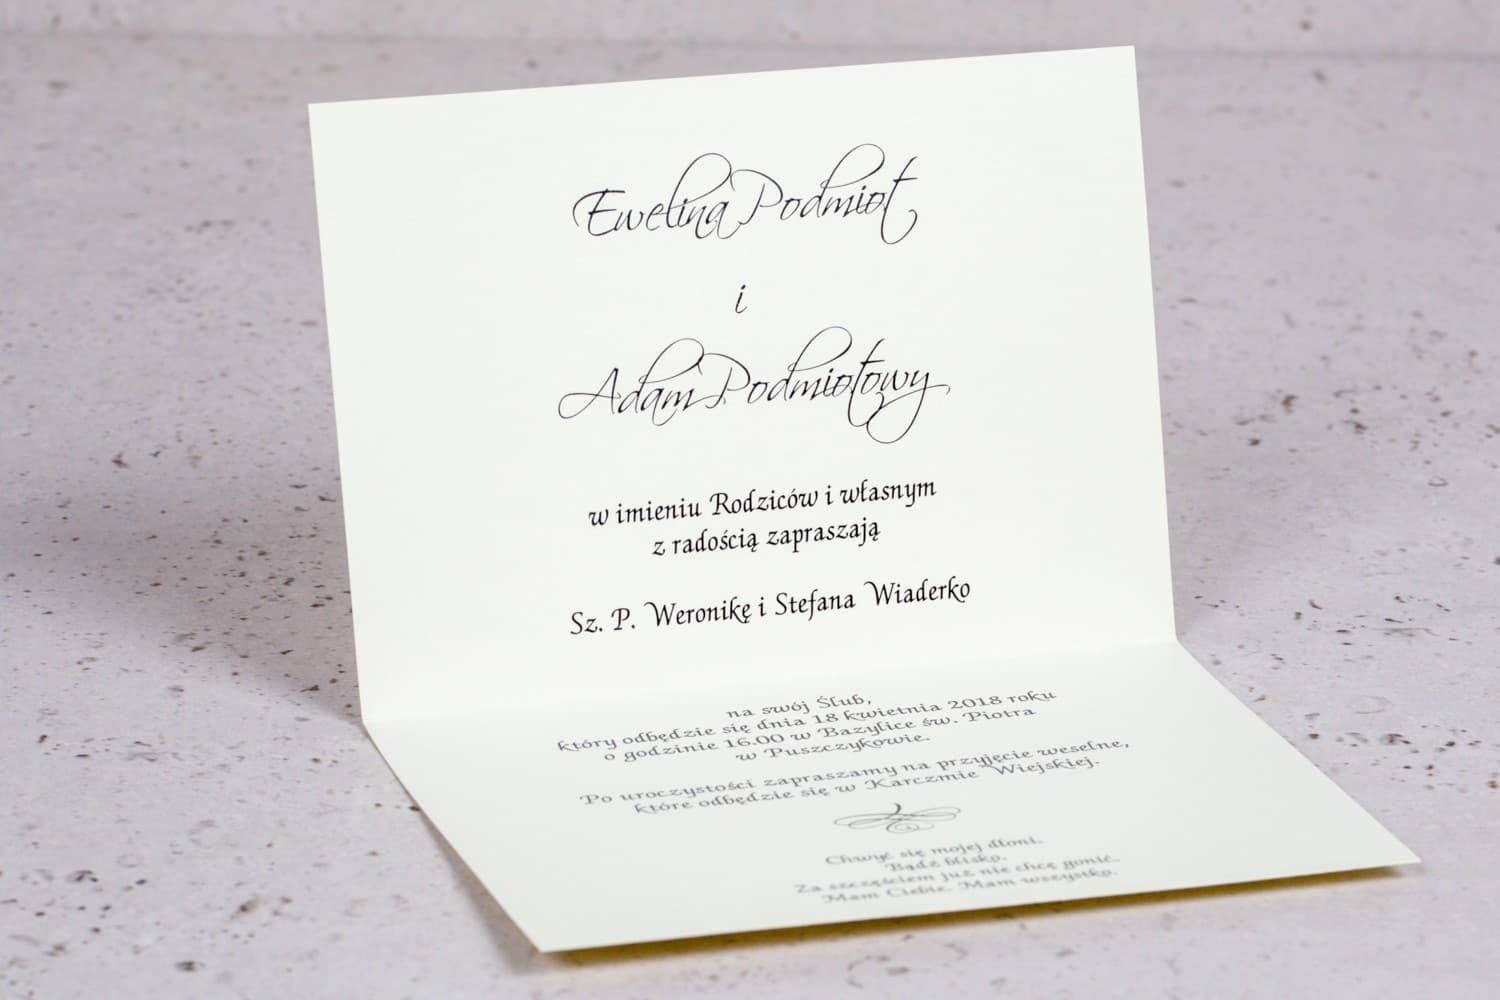 Ewelina Podmiot
i
Adam Podmiotowy
w imieniu Rodziców i własnym
z radością zapraszają
Sz. P. Weronikę i Stefana Wiaderko
na swój Ślub,
który odbędzie się dnia 18 kwietnia 2018 roku
o godzinie 16.00 w Bazylice św. Piotra
w Puszczykowie.
Po uroczystości zapraszamy na przyjęcie weselne,
które odbędzie się w Karczmie Wiejskiej.
Chwyć się mojej dłoni.
Bądź blisko.
Za szczęściem już nie chcę gonić.
Mam Ciebie. Mam wszystko.